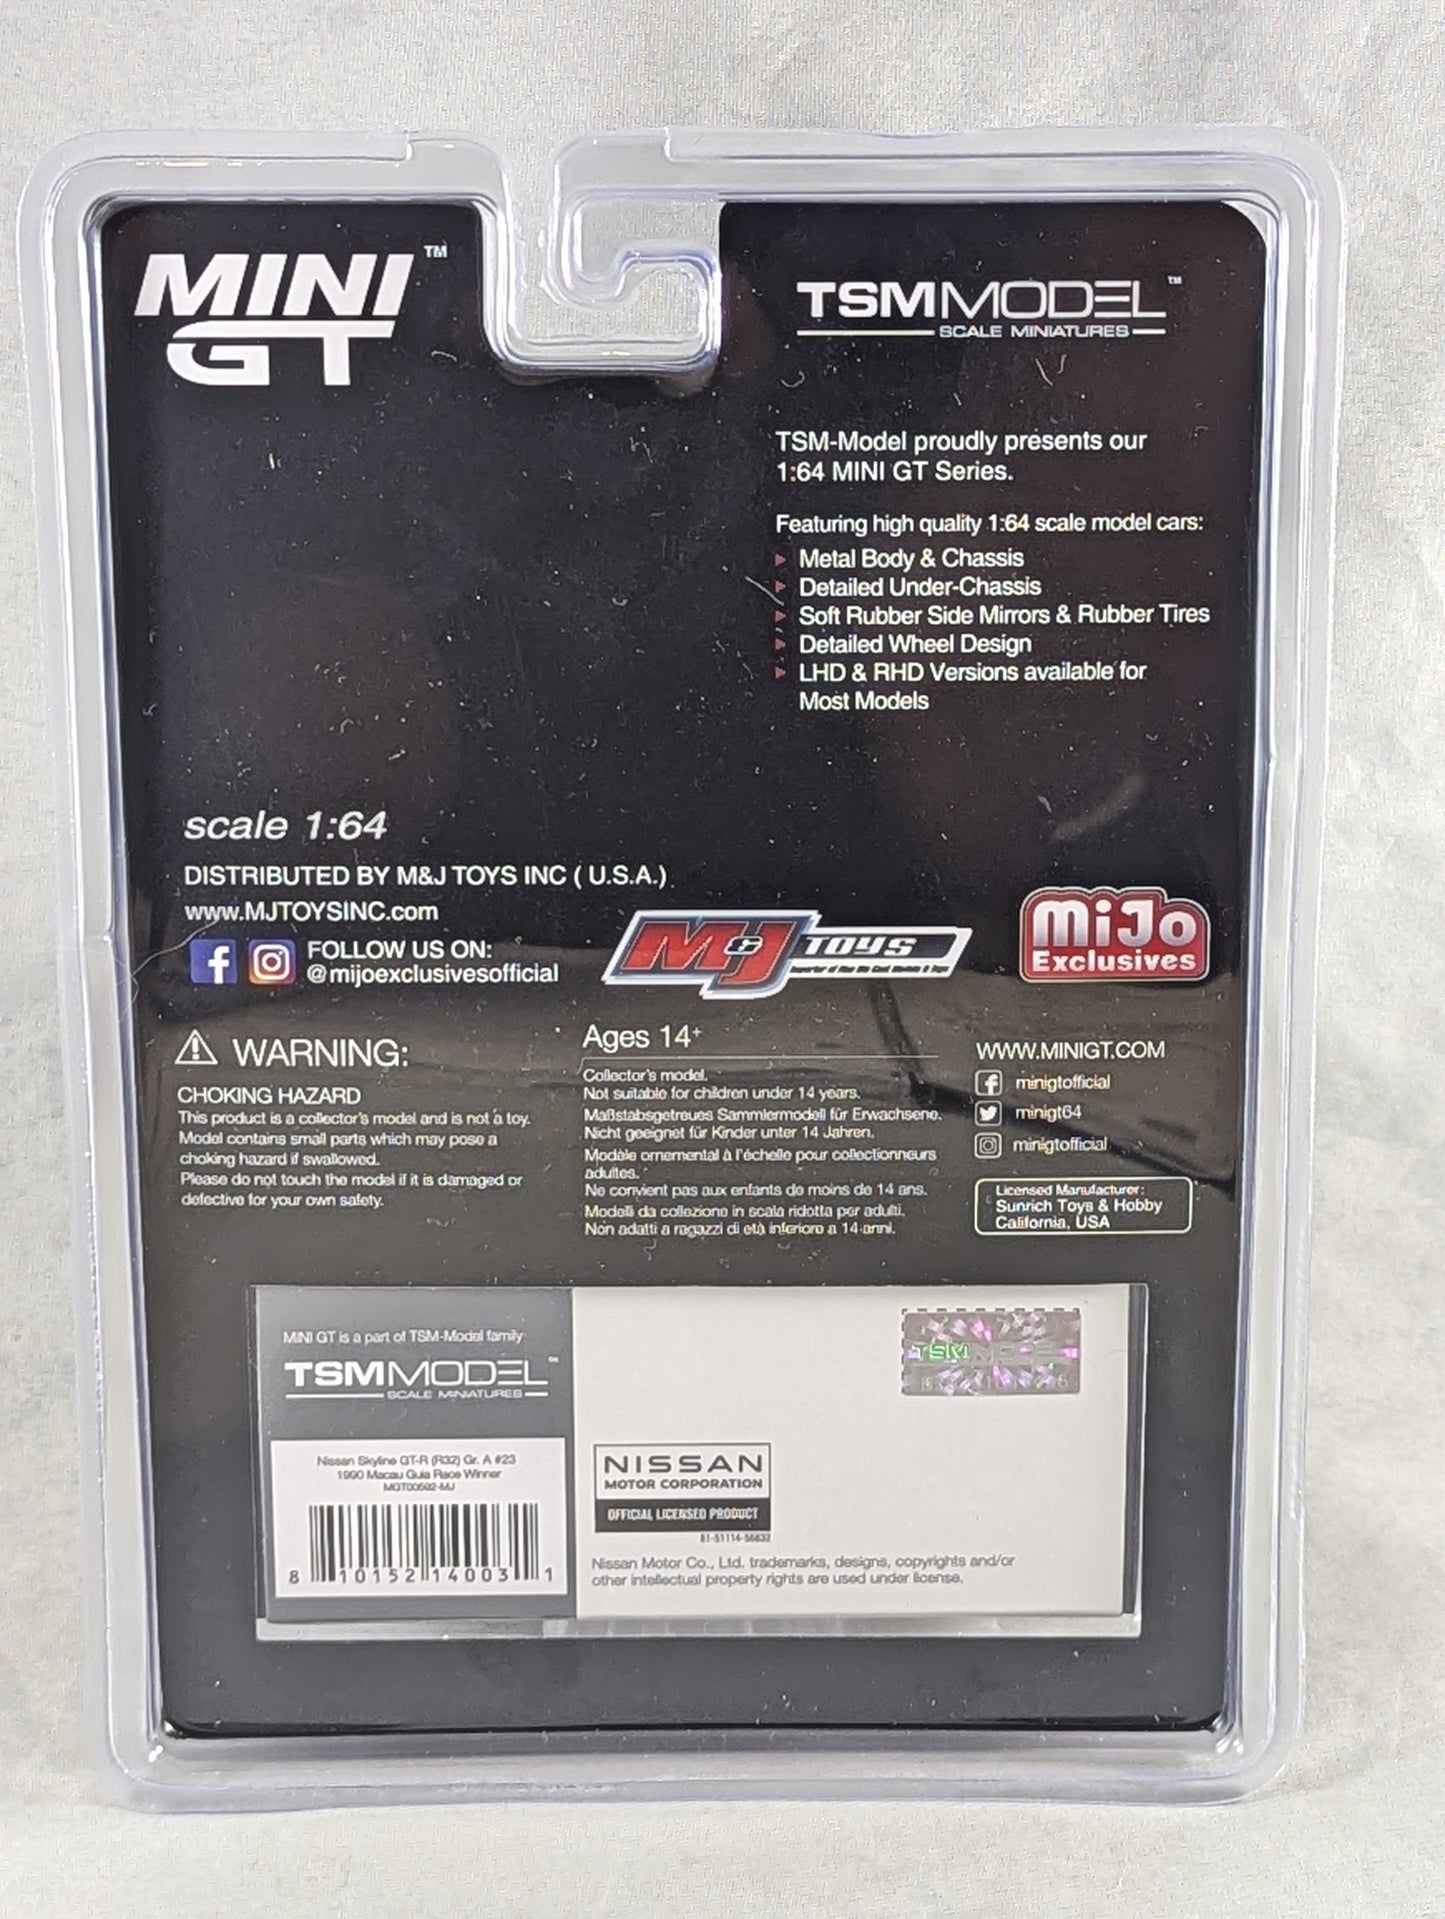 MINI GT™
TSMMODEL™
SCALE MINIATURES
TSM-Model proudly presents our
1:64 MINI GT Series.
Featuring high quality 1:64 scale model cars:
Metal Body & Chassis
Detailed Under-Chassis
Soft Rubber Side Mirrors & Rubber Tires
Detailed Wheel Design
LHD & RHD Versions available for
Most Models
scale 1:64
DISTRIBUTED BY M&J TOYS INC ( U.S.A.)
www.MJTOYSINC.com
FOLLOW US ON:
@mijoexclusivesofficial
M&J TOYS
MiJo
Exclusives
WARNING:
CHOKING HAZARD
This product is a collector's model and is not a toy.
Model contains small parts which may pose a
choking hazard if swallowed.
Please do not touch the model if it is damaged or
defective for your own safety.
Ages 14+
Collector's model.
Not suitable for children under 14 years.
Maßstabsgetreues Sammlermodell für Erwachsene.
Nicht geeignet für Kinder unter 14 Jahren.
Modèle ornemental à l'échelle pour collectionneurs
adultes.
Ne convient pas aux enfants de moins de 14 ans.
Modelli da collezione in scala ridotta per adulti.
Non adatti a ragazzi di età inferiore a 14 anni.
WWW.MINIGT.COM
minigtofficial
minigt64
minigtofficial
Licensed Manufacturer:
Sunrich Toys & Hobby
California, USA
MINI GT is a part of TSM-Model family
TSMMODEL™
SCALE MINIATURES
Nissan Skyline GT-R (R32) Gr. A #23
1990 Macau Guia Race Winner
MGT00592-MJ
8 10152 14003 1
TSM
NISSAN
MOTOR CORPORATION
OFFICIAL LICENSED PRODUCT
Nissan Motor Co., Ltd. trademarks, designs, copyrights and/or
other intellectual property rights are used under license.